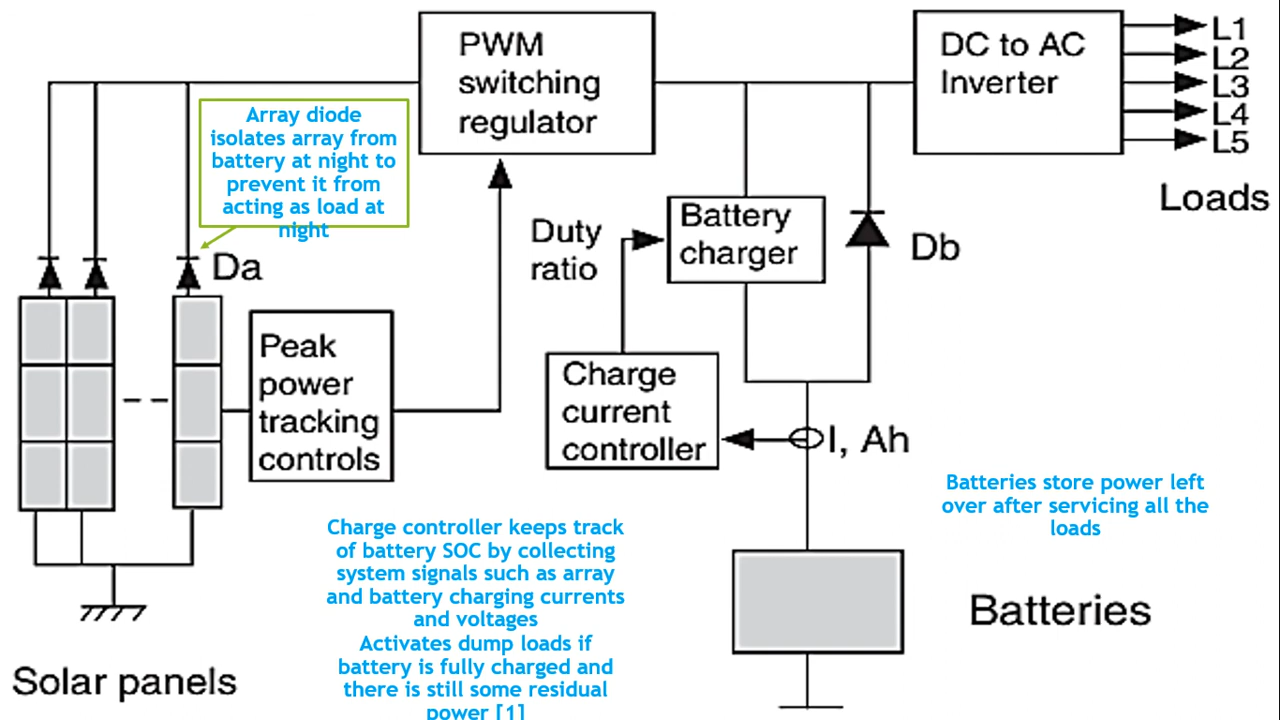 PWM
switching
regulator
DC to AC
Inverter
L1
L2
L3
L4
L5
Loads
Array diode
isolates array from
battery at night to
prevent it from
acting as load at
night
Da
Duty
ratio
Battery
charger
Db
Peak
power
tracking
controls
Charge
current
controller
I, Ah
Batteries store power left
over after servicing all the
loads
Charge controller keeps track
of battery SOC by collecting
system signals such as array
and battery charging currents
and voltages
Activates dump loads if
battery is fully charged and
there is still some residual
power [1]
Batteries
Solar panels